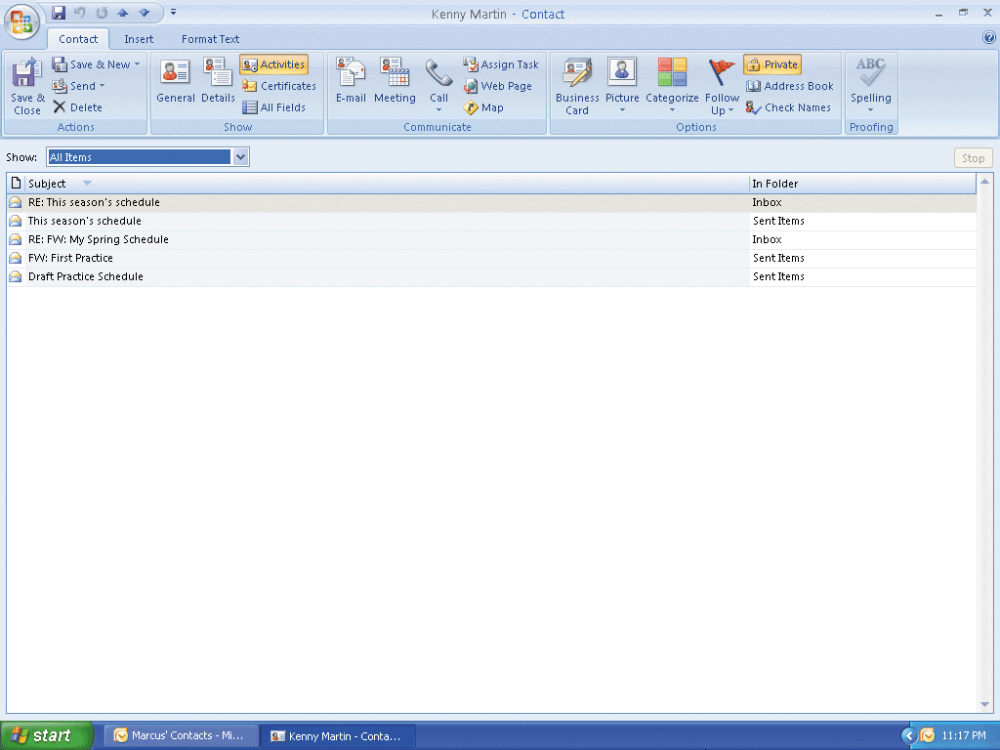 Kenny Martin - Contact
Contact Insert Format Text
Save & Close
Save & New
Send
Delete
Actions
General
Details
Activities
Certificates
All Fields
Show
E-mail
Meeting
Call
Assign Task
Web Page
Map
Communicate
Business Card
Picture
Categorize
Follow Up
Private
Address Book
Check Names
Options
ABC
Spelling
Proofing
Show: All Items Stop
Subject In Folder
RE: This season's schedule Inbox
This season's schedule Sent Items
RE: FW: My Spring Schedule Inbox
FW: First Practice Sent Items
Draft Practice Schedule Sent Items
start Marcus' Contacts - Mi... Kenny Martin - Conta... 11:17 PM